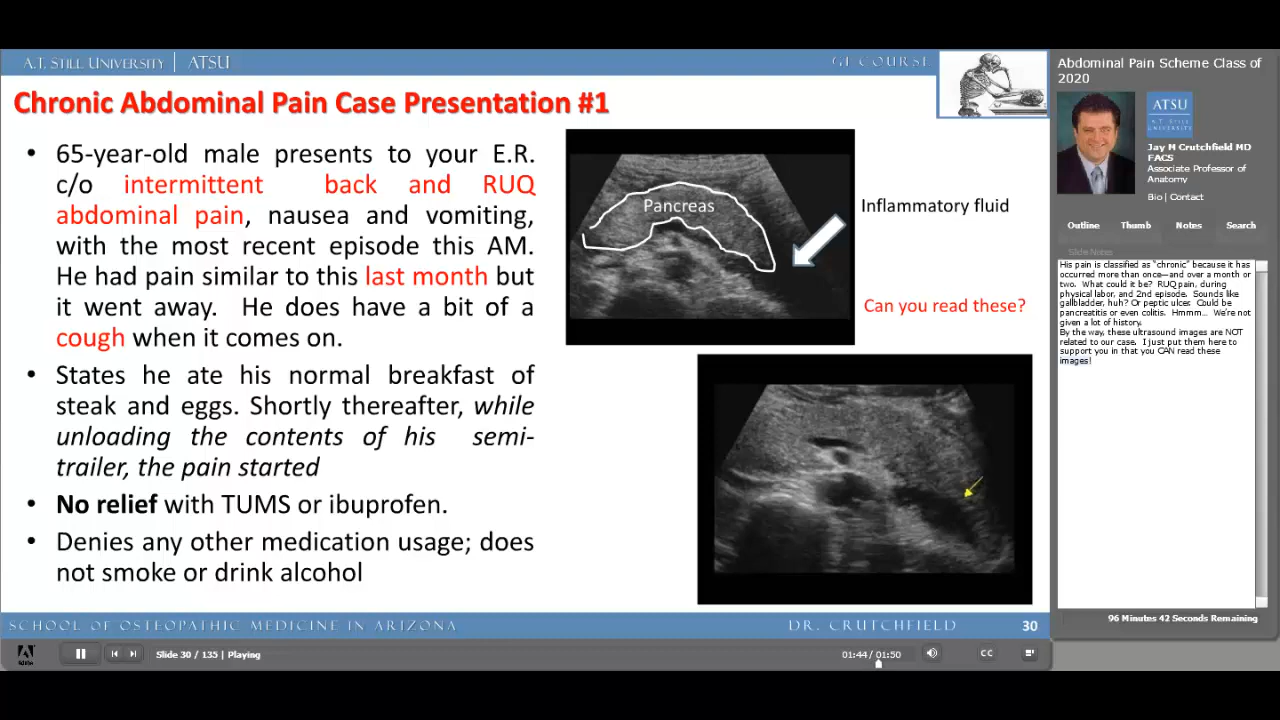 A.T. STILL UNIVERSITY | ATSU
GI COURSE
Chronic Abdominal Pain Case Presentation #1
• 65-year-old male presents to your E.R.
c/o intermittent back and RUQ
abdominal pain, nausea and vomiting,
with the most recent episode this AM.
He had pain similar to this last month but
it went away. He does have a bit of a
cough when it comes on.
• States he ate his normal breakfast of
steak and eggs. Shortly thereafter, while
unloading the contents of his semi-
trailer, the pain started
• No relief with TUMS or ibuprofen.
• Denies any other medication usage; does
not smoke or drink alcohol
Pancreas
Inflammatory fluid
Can you read these?
SCHOOL OF OSTEOPATHIC MEDICINE IN ARIZONA
DR. CRUTCHFIELD
30
Abdominal Pain Scheme Class of
2020
ATSU
A.T. STILL
UNIVERSITY
Jay M Crutchfield MD
FACS
Associate Professor of
Anatomy
Bio | Contact
Outline
Thumb
Notes
Search
Slide Notes
His pain is classified as "chronic" because it has
occurred more than once—and over a month or
two. What could it be? RUQ pain, during
physical labor, and 2nd episode. Sounds like
gallbladder, huh? Or peptic ulcer. Could be
pancreatitis or even colitis. Hmmm... We're not
given a lot of history.
By the way, these ultrasound images are NOT
related to our case. I just put them here to
support you in that you CAN read these
images!
96 Minutes 42 Seconds Remaining
Slide 30 / 135 | Playing
01:44 / 01:50
CC